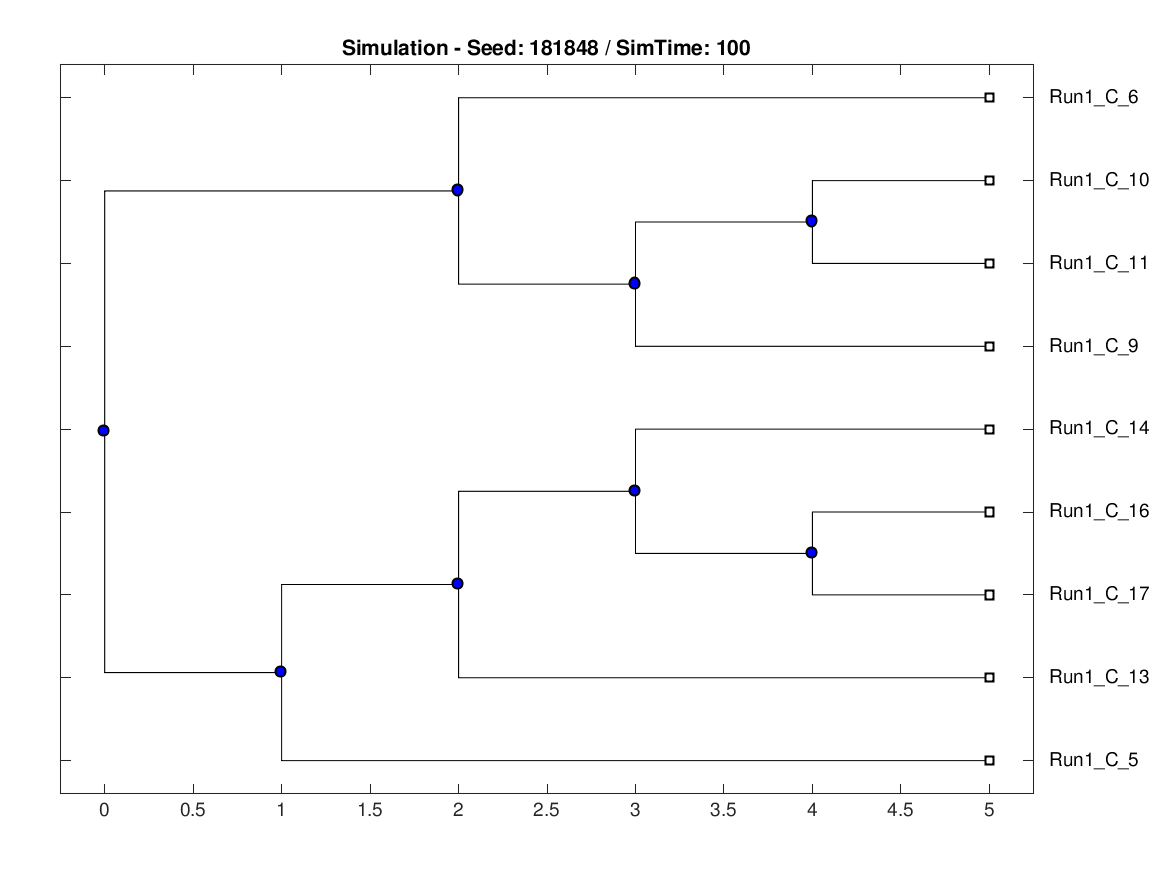 Simulation - Seed: 181848 / SimTime: 100
Run1_C_6
Run1_C_10
Run1_C_11
Run1_C_9
Run1_C_14
Run1_C_16
Run1_C_17
Run1_C_13
Run1_C_5
0 0.5 1 1.5 2 2.5 3 3.5 4 4.5 5